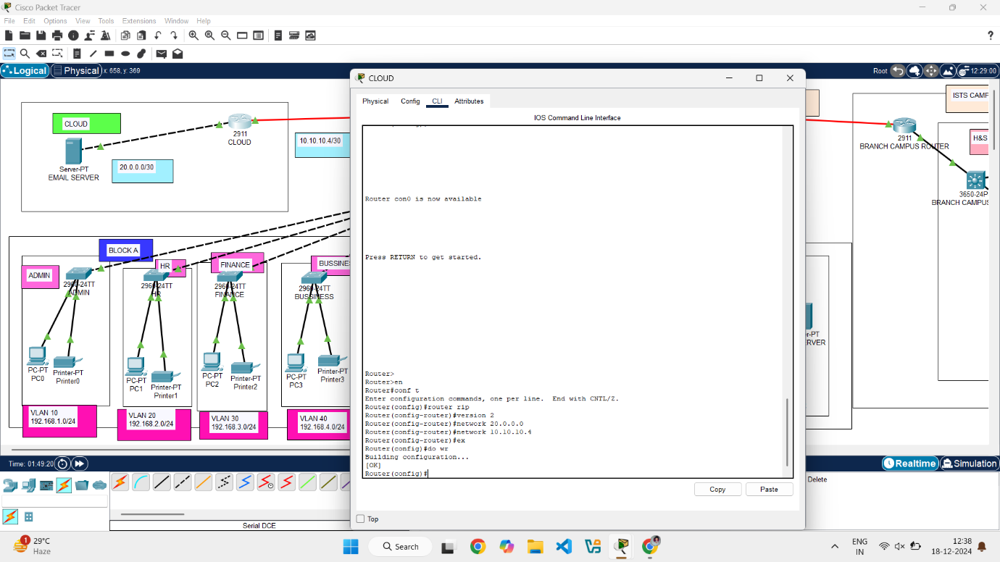 Cisco Packet Tracer
File Edit Options View Tools Extensions Window Help
Logical Physical x: 658, y: 369
Root 12:29:00
CLOUD
2911
CLOUD
Server-PT
EMAIL SERVER
20.0.0.0/30
10.10.10.4/30
BLOCK A
ADMIN
2960-24TT
ADMIN
HR
2960-24TT
HR
FINANCE
2960-24TT
FINANCE
BUSSINES
2960-24TT
BUSSINESS
PC-PT
PC0
Printer-PT
Printer0
PC-PT
PC1
Printer-PT
Printer1
PC-PT
PC2
Printer-PT
Printer2
PC-PT
PC3
Printer-PT
Printer3
VLAN 10
192.168.1.0/24
VLAN 20
192.168.2.0/24
VLAN 30
192.168.3.0/24
VLAN 40
192.168.4.0/24
CLOUD
Physical Config CLI Attributes
IOS Command Line Interface
Router con0 is now available
Press RETURN to get started.
Router>
Router>en
Router#conf t
Enter configuration commands, one per line. End with CNTL/Z.
Router(config)#router rip
Router(config-router)#version 2
Router(config-router)#network 20.0.0.0
Router(config-router)#network 10.10.10.4
Router(config-router)#ex
Router(config)#do wr
Building configuration...
[OK]
Router(config)#
Copy Paste
Top
ISTS CAMP
2911
BRANCH CAMPUS ROUTER
H&S
3650-24P
BRANCH CAMPUS
r-PT
ERVER
Time: 01:49:20
Realtime Simulation
Delete
Serial DCE
1
29°C
Haze
Search
ENG
IN
12:38
18-12-2024